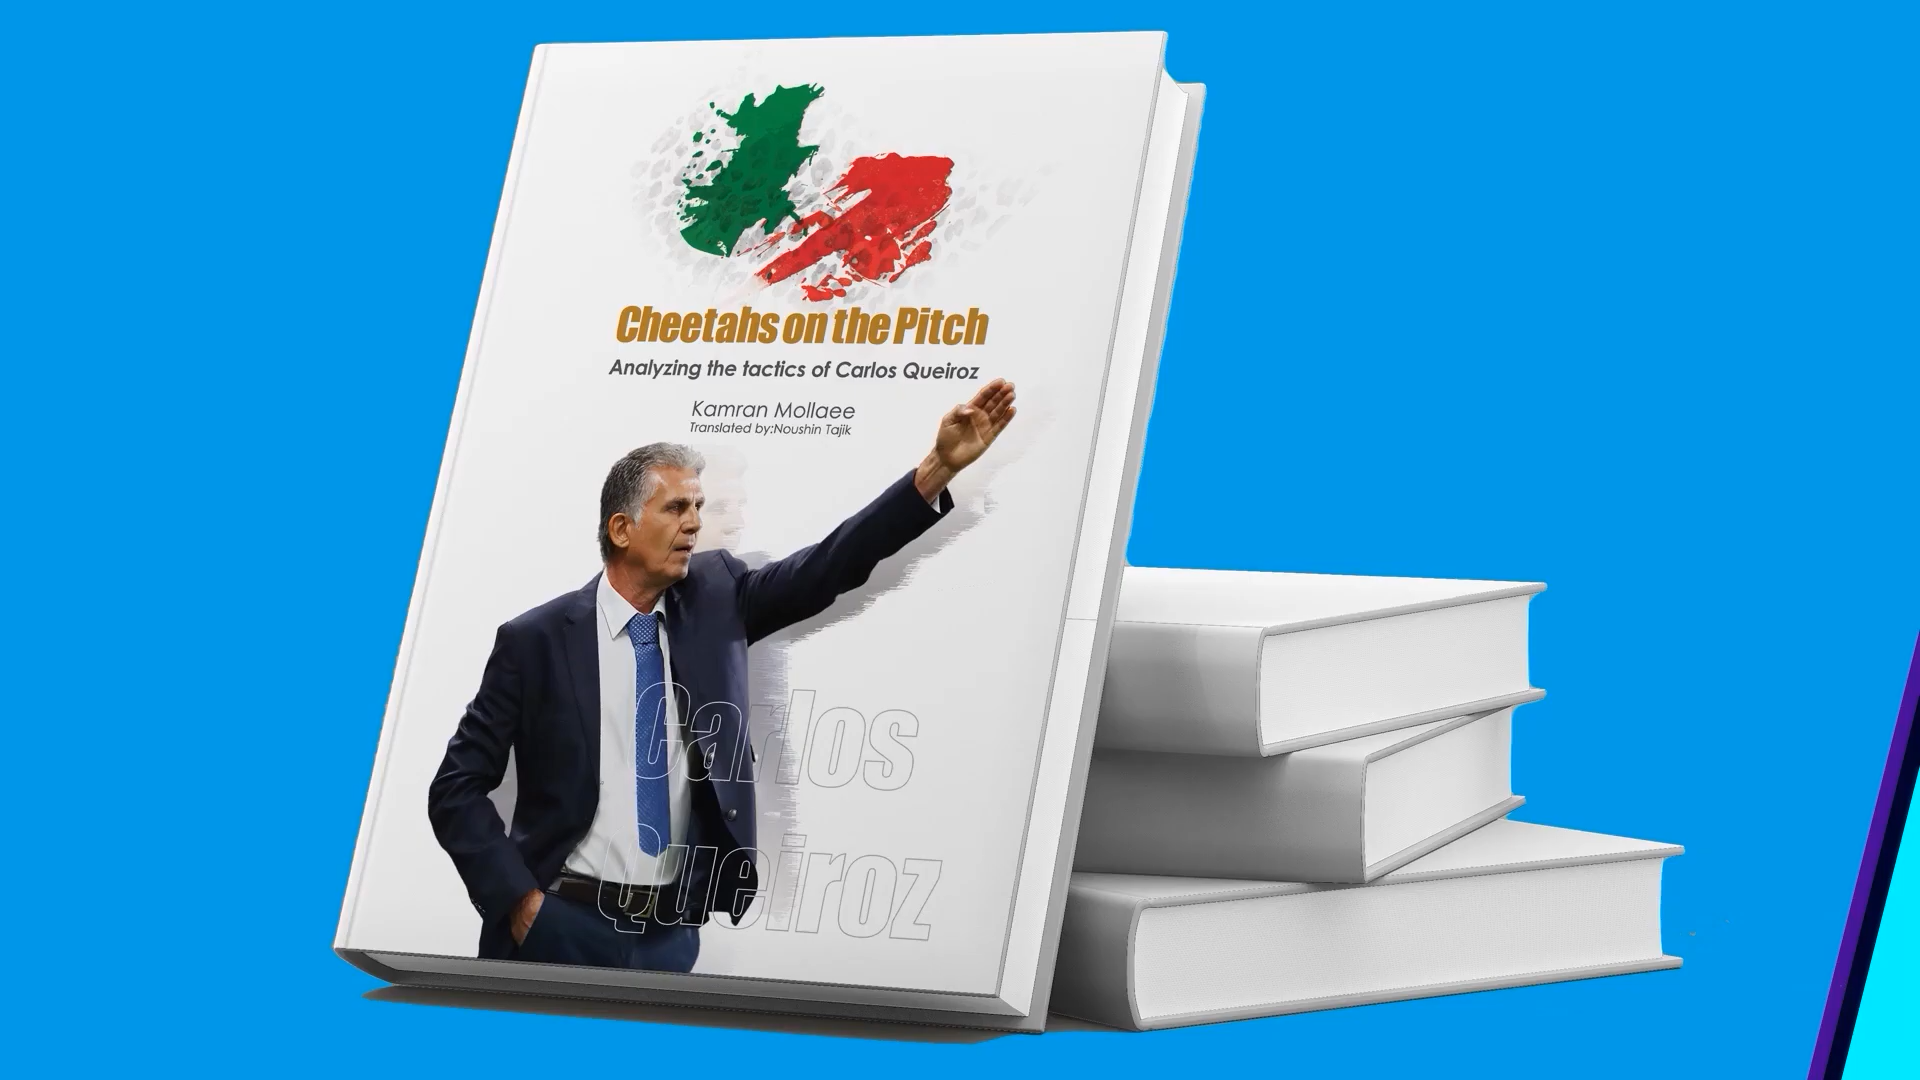 Cheetahs on the Pitch
Analyzing the tactics of Carlos Queiroz
Kamran Mollaee
Translated by:Noushin Tajik
Carlos
Queiroz